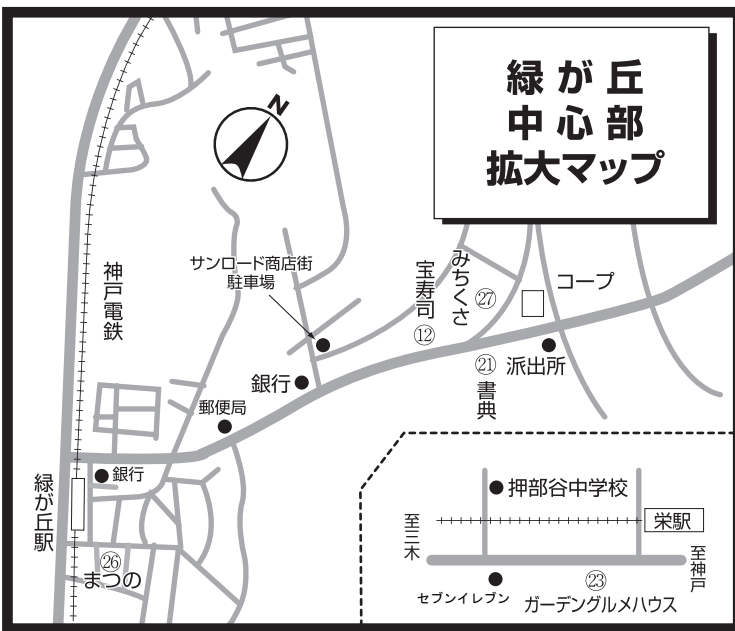 緑が丘
中心部
拡大マップ
N
サンロード商店街
駐車場
神戸電鉄
宝寿司
⑫
みちくさ
㉗
コープ
㉑
書典
派出所
銀行
郵便局
銀行
緑が丘駅
㉖
まつの
押部谷中学校
至三木
栄駅
至神戸
セブンイレブン
㉓
ガーデングルメハウス